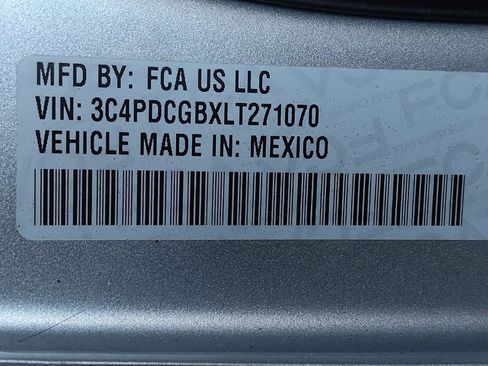 MFD BY: FCA US LLC
VIN: 3C4PDCGBXLT271070
VEHICLE MADE IN: MEXICO